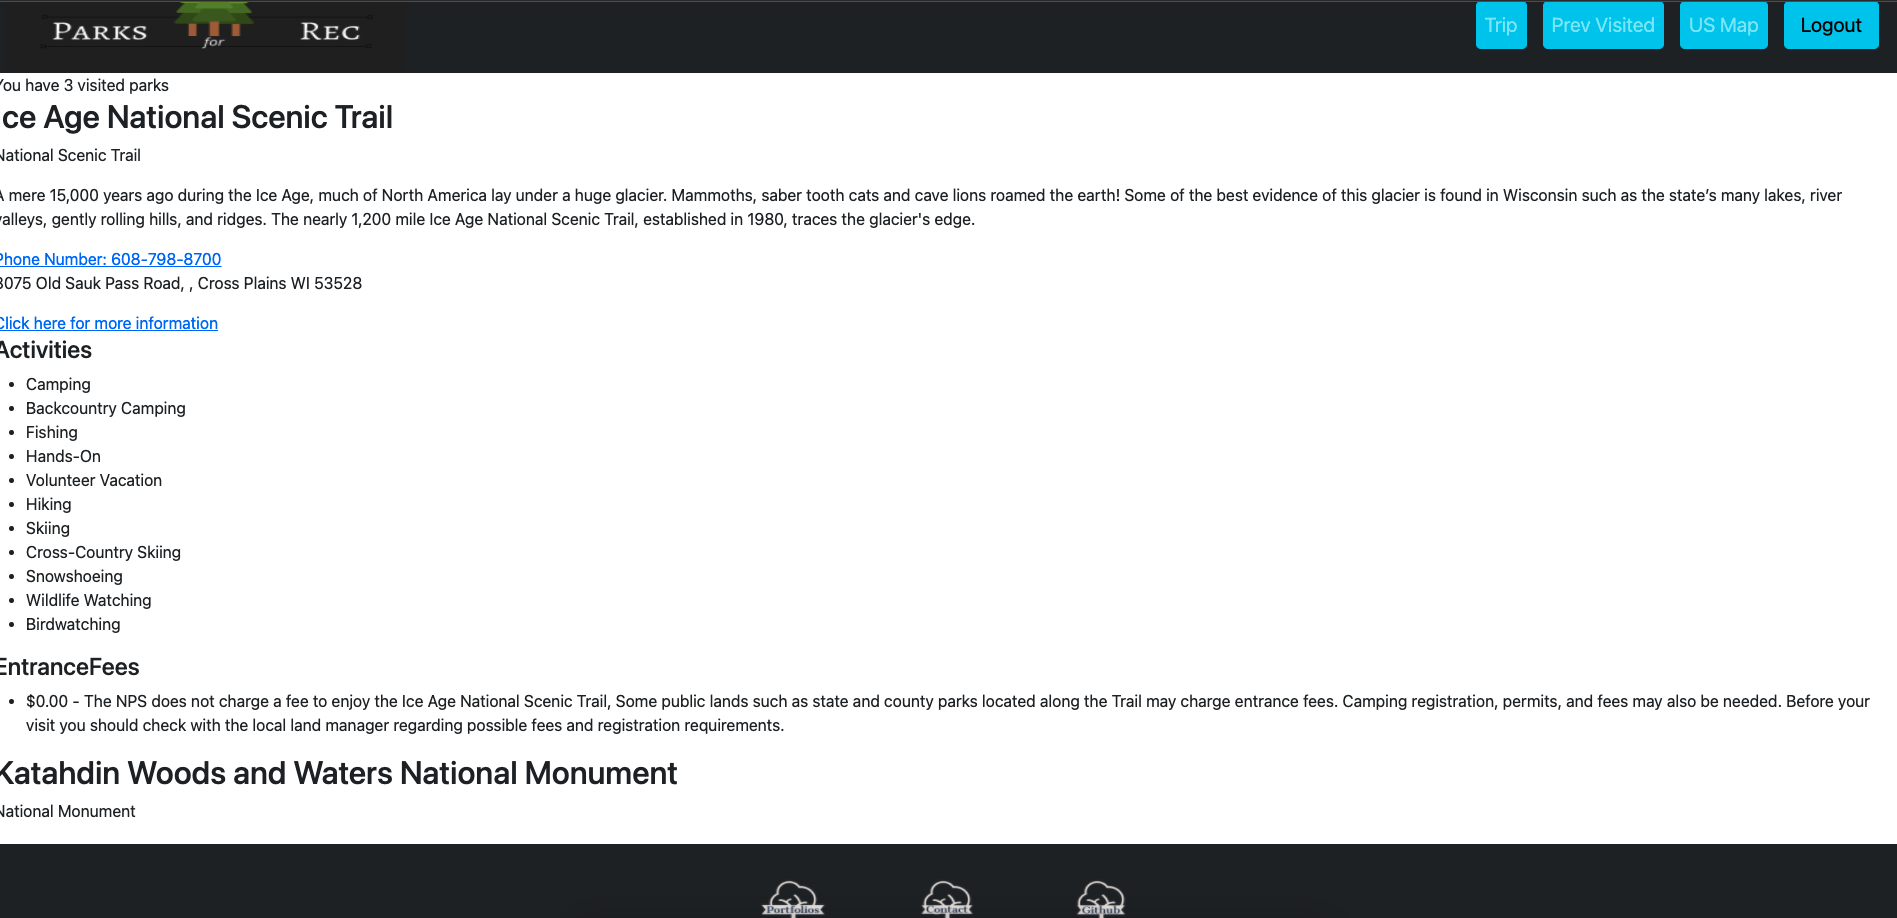 Parks for Rec
Trip
Prev Visited
US Map
Logout
You have 3 visited parks
Ice Age National Scenic Trail
National Scenic Trail
A mere 15,000 years ago during the Ice Age, much of North America lay under a huge glacier. Mammoths, saber tooth cats and cave lions roamed the earth! Some of the best evidence of this glacier is found in Wisconsin such as the state’s many lakes, river
valleys, gently rolling hills, and ridges. The nearly 1,200 mile Ice Age National Scenic Trail, established in 1980, traces the glacier's edge.
Phone Number: 608-798-8700
8075 Old Sauk Pass Road, , Cross Plains WI 53528
Click here for more information
Activities
• Camping
• Backcountry Camping
• Fishing
• Hands-On
• Volunteer Vacation
• Hiking
• Skiing
• Cross-Country Skiing
• Snowshoeing
• Wildlife Watching
• Birdwatching
EntranceFees
• $0.00 - The NPS does not charge a fee to enjoy the Ice Age National Scenic Trail, Some public lands such as state and county parks located along the Trail may charge entrance fees. Camping registration, permits, and fees may also be needed. Before your
visit you should check with the local land manager regarding possible fees and registration requirements.
Katahdin Woods and Waters National Monument
National Monument
Portfolios
Contact
Github